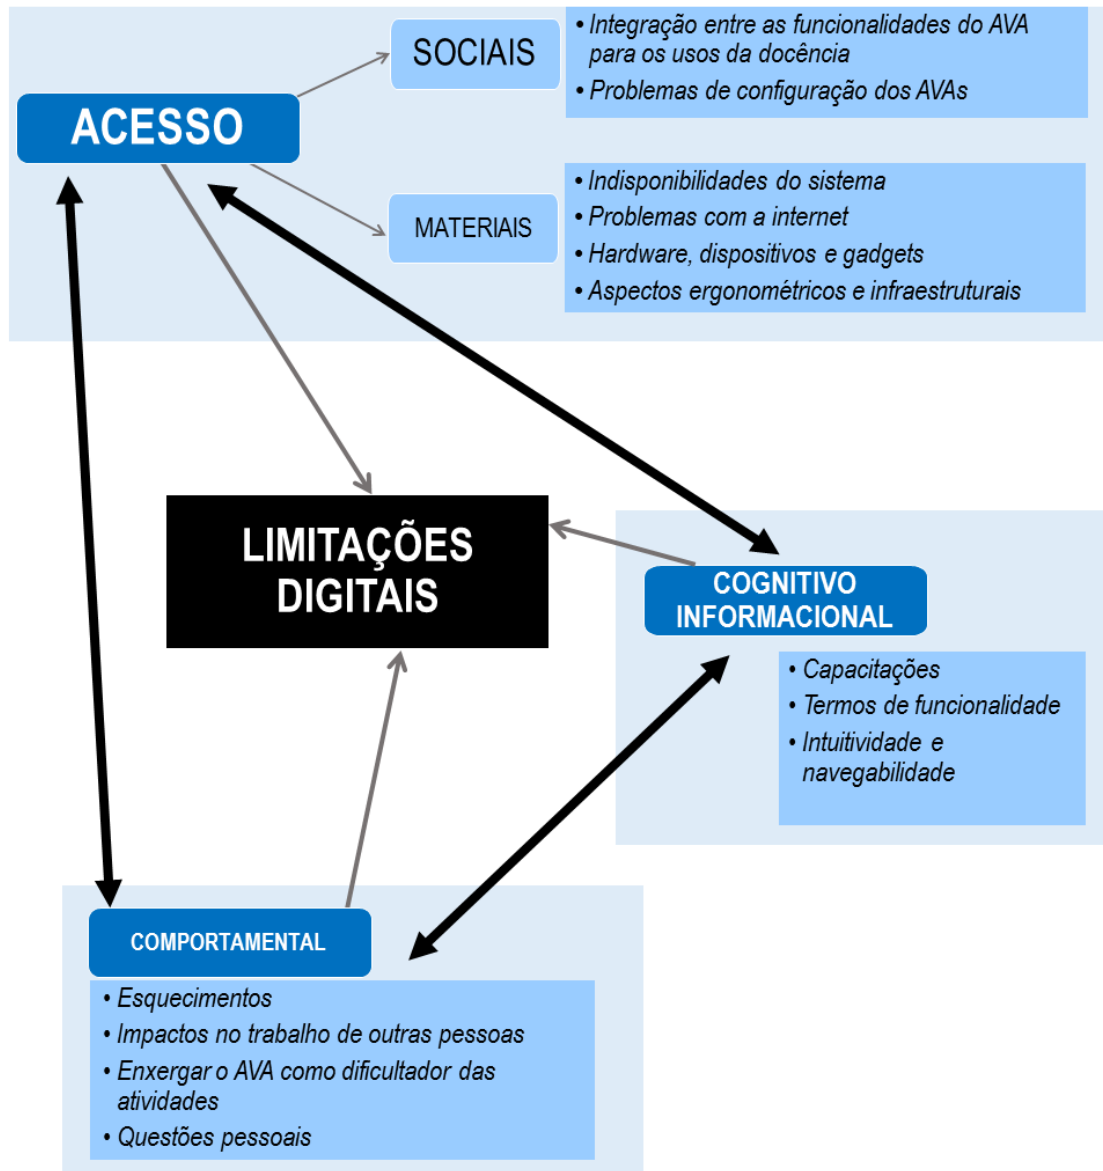 ACESSO
SOCIAIS
• Integração entre as funcionalidades do AVA
para os usos da docência
• Problemas de configuração dos AVAs
MATERIAIS
• Indisponibilidades do sistema
• Problemas com a internet
• Hardware, dispositivos e gadgets
• Aspectos ergonométricos e infraestruturais
LIMITAÇÕES
DIGITAIS
COGNITIVO
INFORMACIONAL
• Capacitações
• Termos de funcionalidade
• Intuitividade e
navegabilidade
COMPORTAMENTAL
• Esquecimentos
• Impactos no trabalho de outras pessoas
• Enxergar o AVA como dificultador das
atividades
• Questões pessoais